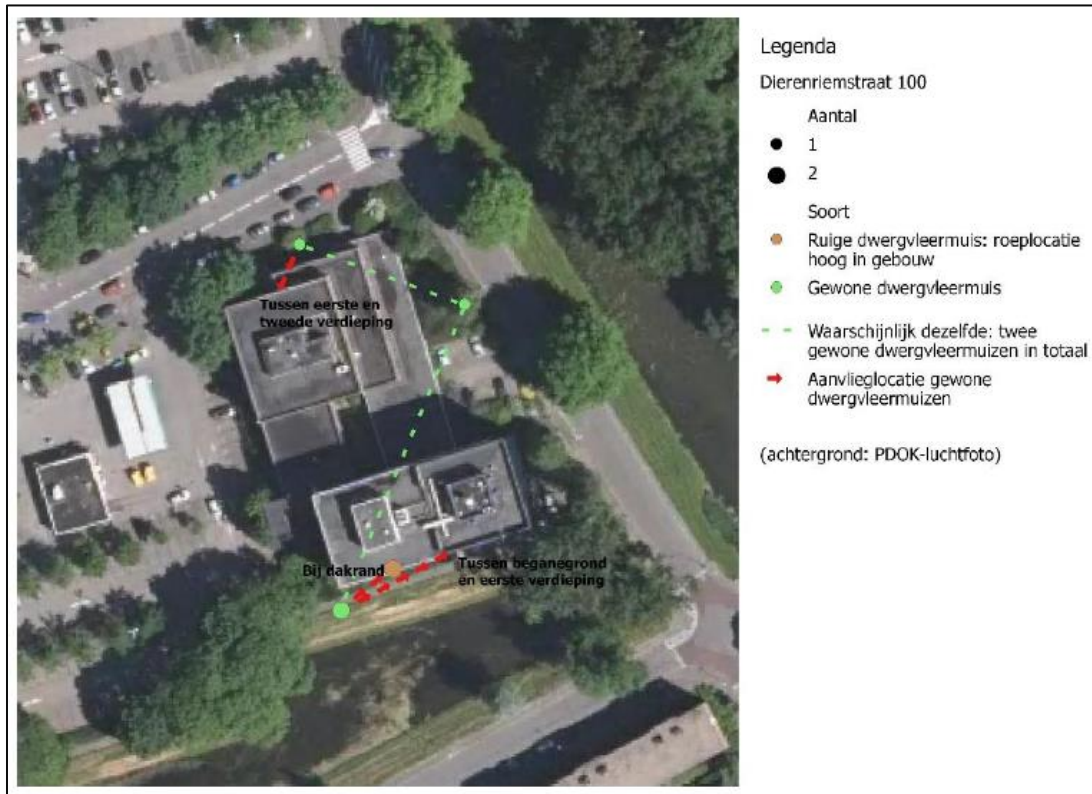 Legenda
Dierenriemstraat 100
Aantal
1
2
Soort
Ruige dwergvleermuis: roeplocatie
hoog in gebouw
Gewone dwergvleermuis
Waarschijnlijk dezelfde: twee
gewone dwergvleermuizen in totaal
Aanvlieglocatie gewone
dwergvleermuizen
(achtergrond: PDOK-luchtfoto)
Tussen eerste en
tweede verdieping
Bij dakrand
Tussen beganegrond
en eerste verdieping